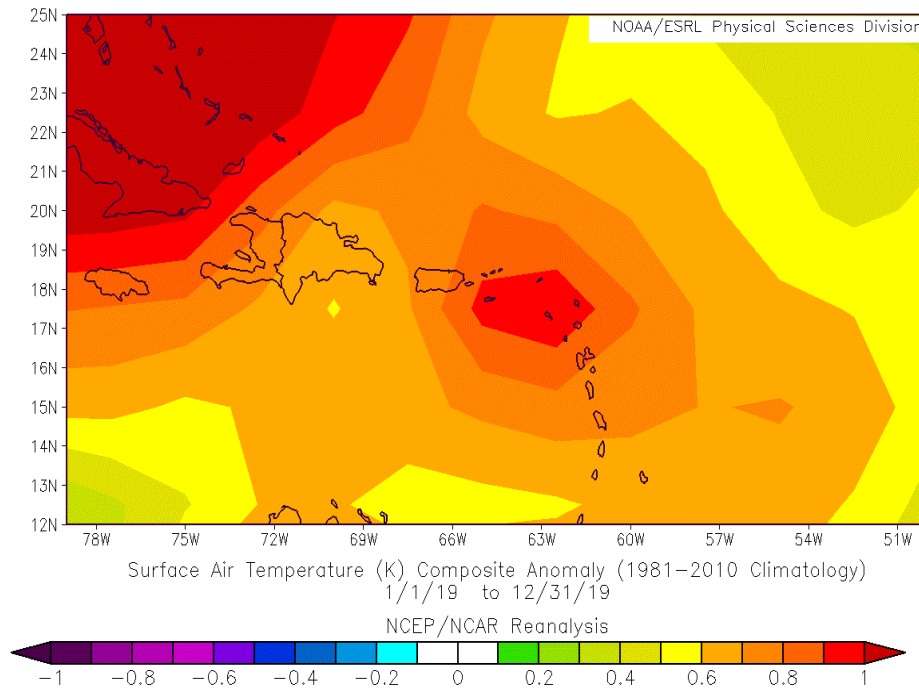 25N
NOAA/ESRL Physical Sciences Division
24N
23N
22N
21N
20N
19N
18N
17N
16N
15N
14N
13N
12N
78W 75W 72W 69W 66W 63W 60W 57W 54W 51W
Surface Air Temperature (K) Composite Anomaly (1981-2010 Climatology)
1/1/19 to 12/31/19
NCEP/NCAR Reanalysis
-1 -0.8 -0.6 -0.4 -0.2 0 0.2 0.4 0.6 0.8 1